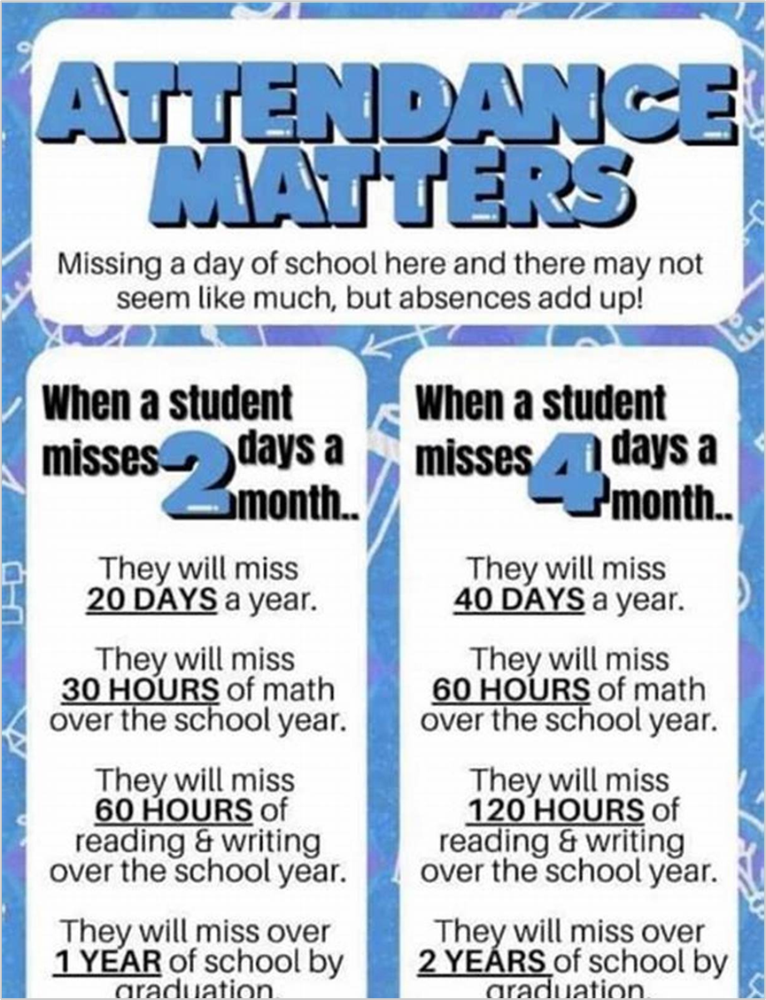 ATTENDANCE
MATTERS
Missing a day of school here and there may not
seem like much, but absences add up!
When a student
misses 2 days a
month..
They will miss
20 DAYS a year.
They will miss
30 HOURS of math
over the school year.
They will miss
60 HOURS of
reading & writing
over the school year.
They will miss over
1 YEAR of school by
graduation.
When a student
misses 4 days a
month..
They will miss
40 DAYS a year.
They will miss
60 HOURS of math
over the school year.
They will miss
120 HOURS of
reading & writing
over the school year.
They will miss over
2 YEARS of school by
graduation.